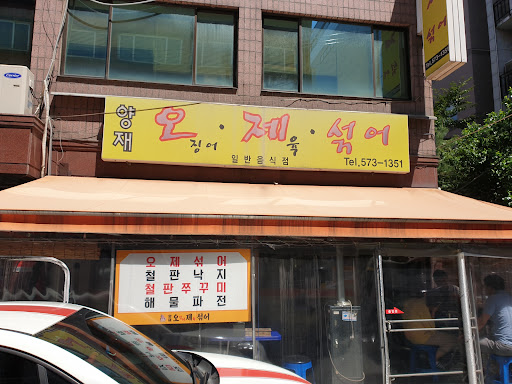 양재 오징어·제육·섞어
일반음식점
Tel.573-1351
오제섞어
철판낙지
철판쭈꾸미
해물파전
오·제·섞어
섞어